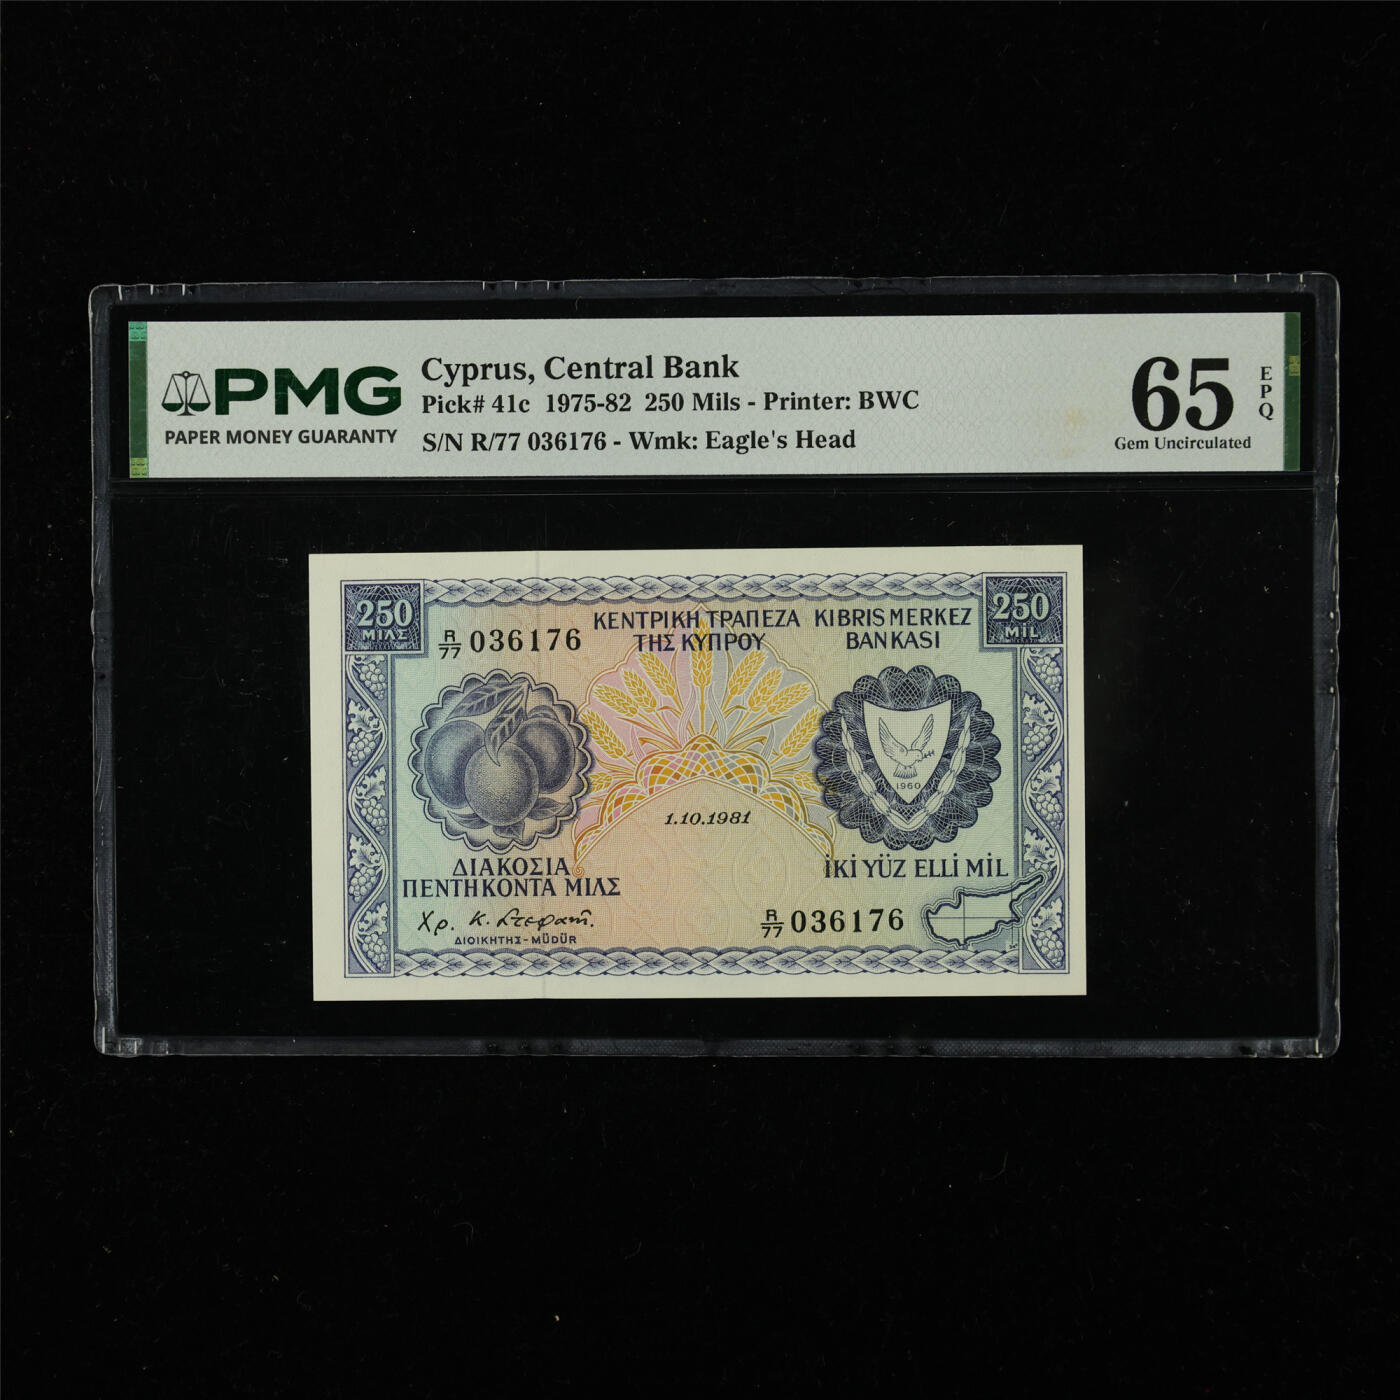 PMG
PAPER MONEY GUARANTY
Cyprus, Central Bank
Pick# 41c 1975-82 250 Mils - Printer: BWC
S/N R/77 036176 - Wmk: Eagle's Head
65
EPQ
Gem Uncirculated
250
ΜΙΛΣ
R/77 036176
ΚΕΝΤΡΙΚΗ ΤΡΑΠΕΖΑ
ΤΗΣ ΚΥΠΡΟΥ
KIBRIS MERKEZ
BANKASI
250
MİL
1960
1.10.1981
ΔΙΑΚΟΣΙΑ
ΠΕΝΤΗΚΟΝΤΑ ΜΙΛΣ
İKİ YÜZ ELLİ MİL
Χρ. Κ. Στεφανή.
ΔΙΟΙΚΗΤΗΣ - MÜDÜR
R/77 036176